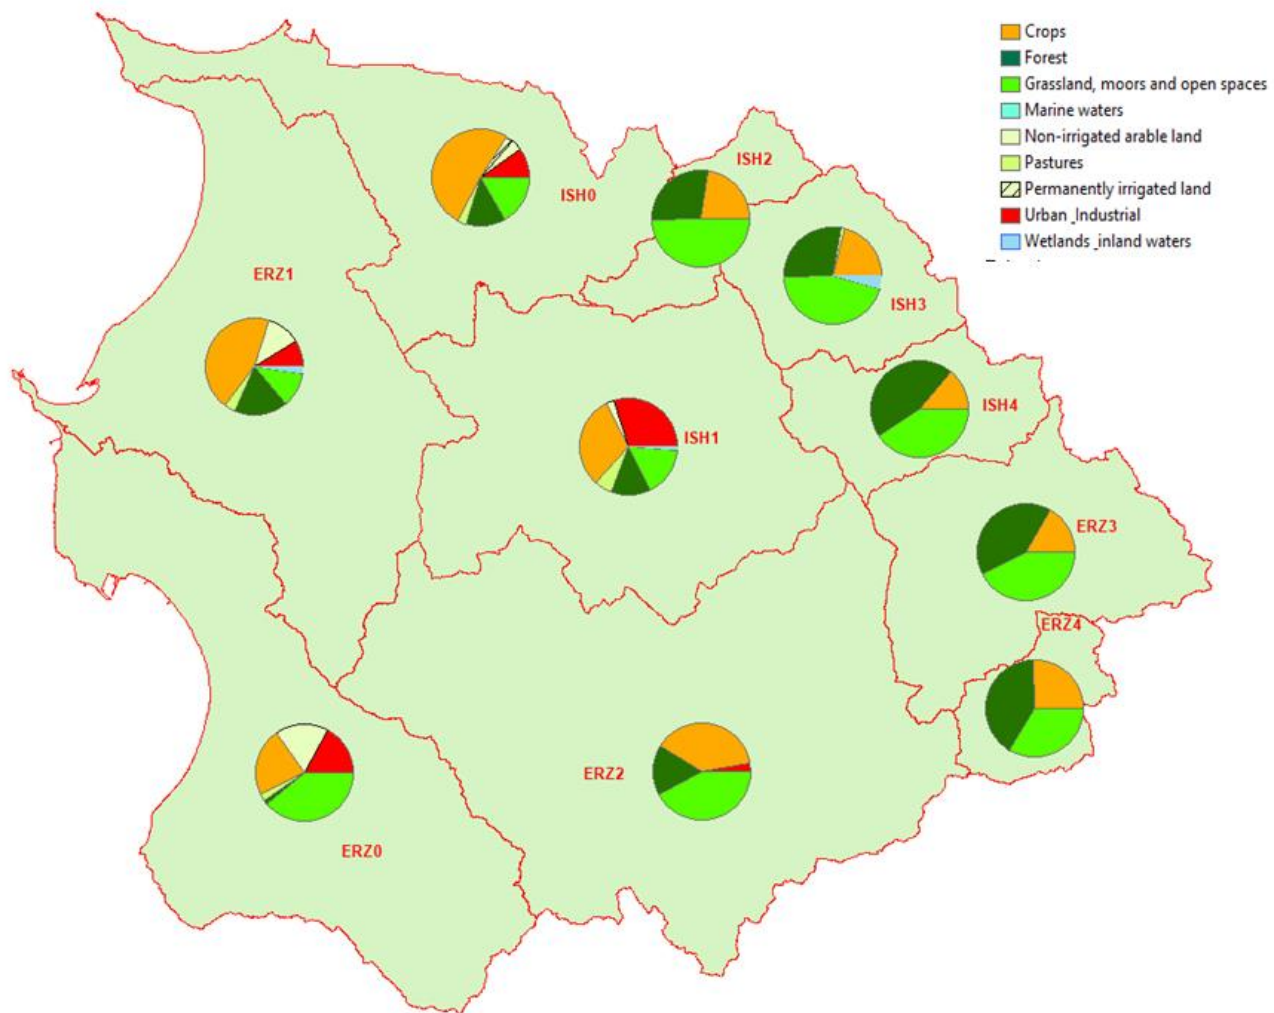 Crops
Forest
Grassland, moors and open spaces
Marine waters
Non-irrigated arable land
Pastures
Permanently irrigated land
Urban_Industrial
Wetlands_inland waters
ISH2
ISH0
ERZ1
ISH3
ISH4
ISH1
ERZ3
ERZ4
ERZ2
ERZ0